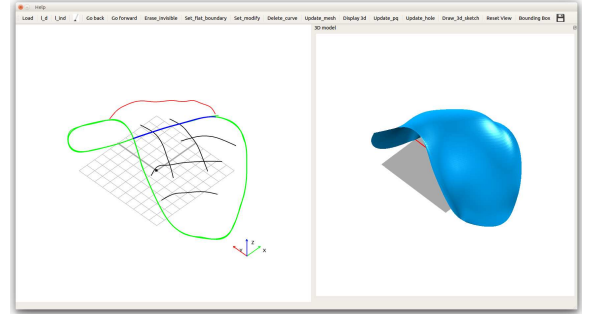 Help
Load l_d l_ind Go back Go forward Erase_invisible Set_flat_boundary Set_modify Delete_curve Update_mesh Display 3d Update_pq Update_hole Draw_3d_sketch Reset View Bounding Box
3D model
z
x